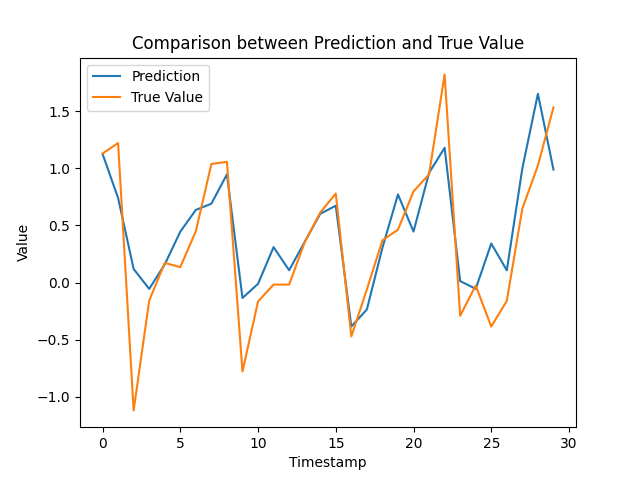 Comparison between Prediction and True Value
Prediction
True Value
1.5
1.0
0.5
0.0
−0.5
−1.0
Value
0 5 10 15 20 25 30
Timestamp